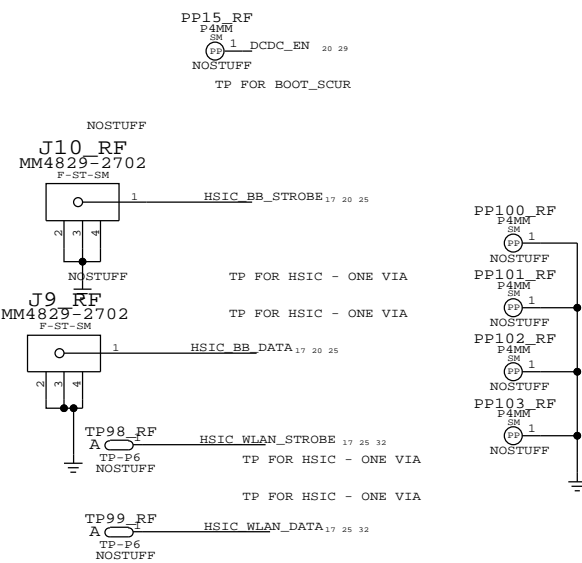 PP15_RF
P4MM
SM
PP
1
DCDC_EN 20 29
NOSTUFF
TP FOR BOOT_SCUR
NOSTUFF
J10_RF
MM4829-2702
F-ST-SM
1
HSIC_BB_STROBE 17 20 25
2 3 4
NOSTUFF
TP FOR HSIC - ONE VIA
J9_RF
MM4829-2702
F-ST-SM
TP FOR HSIC - ONE VIA
1
HSIC_BB_DATA 17 20 25
2 3 4
TP98_RF
A
1
HSIC_WLAN_STROBE 17 25 32
TP-P6
NOSTUFF
TP FOR HSIC - ONE VIA
TP FOR HSIC - ONE VIA
TP99_RF
A
1
HSIC_WLAN_DATA 17 25 32
TP-P6
NOSTUFF
PP100_RF
P4MM
SM
PP
1
NOSTUFF
PP101_RF
P4MM
SM
PP
1
NOSTUFF
PP102_RF
P4MM
SM
PP
1
NOSTUFF
PP103_RF
P4MM
SM
PP
1
NOSTUFF